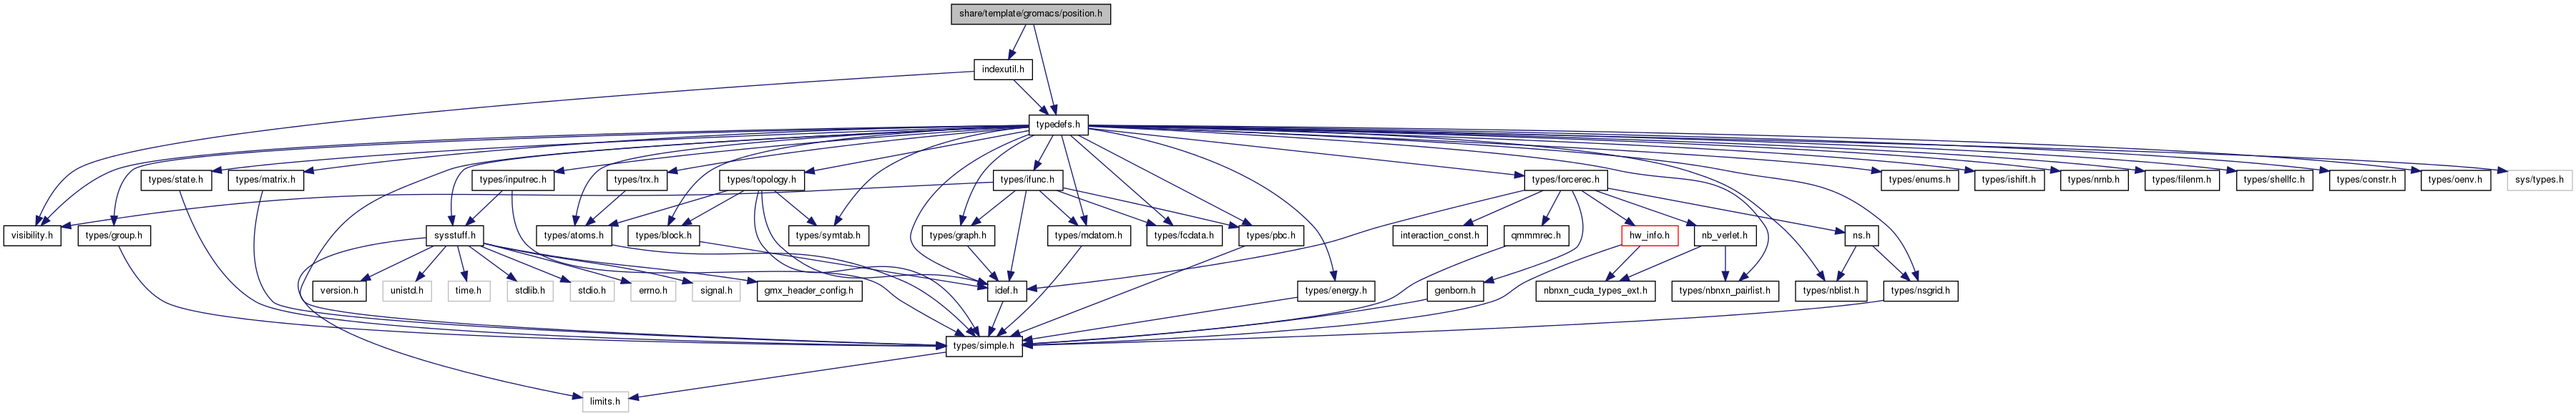 share/template/gromacs/position.h
indexutil.h
typedefs.h
types/state.h
types/matrix.h
types/inputrec.h
types/trx.h
types/topology.h
types/ifunc.h
types/forcerec.h
types/enums.h
types/ishift.h
types/nrnb.h
types/filenm.h
types/shellfc.h
types/constr.h
types/oenv.h
sys/types.h
visibility.h
types/group.h
sysstuff.h
types/atoms.h
types/block.h
types/symtab.h
types/graph.h
types/mdatom.h
types/fcdata.h
types/pbc.h
interaction_const.h
qmmmrec.h
hw_info.h
nb_verlet.h
ns.h
version.h
unistd.h
time.h
stdlib.h
stdio.h
errno.h
signal.h
gmx_header_config.h
idef.h
types/energy.h
genborn.h
nbnxn_cuda_types_ext.h
types/nbnxn_pairlist.h
types/nblist.h
types/nsgrid.h
types/simple.h
limits.h